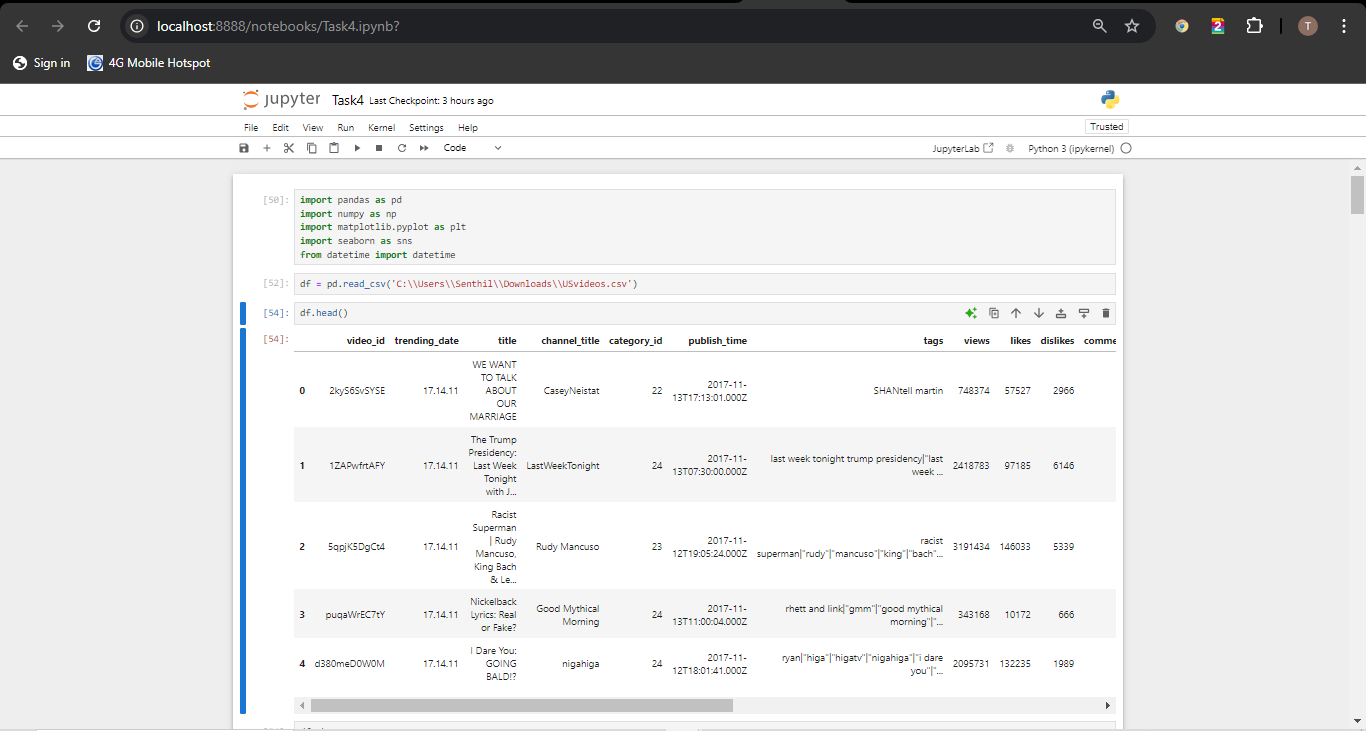 localhost:8888/notebooks/Task4.ipynb?
2
T
Sign in
4G Mobile Hotspot
jupyter Task4 Last Checkpoint: 3 hours ago
File Edit View Run Kernel Settings Help
Trusted
Code
JupyterLab
Python 3 (ipykernel)
[50]:
import pandas as pd
import numpy as np
import matplotlib.pyplot as plt
import seaborn as sns
from datetime import datetime
[52]:
df = pd.read_csv('C:\\Users\\Senthil\\Downloads\\USvideos.csv')
[54]:
df.head()
[54]:
video_id trending_date title channel_title category_id publish_time tags views likes dislikes comme
0 2kyS6SvSYSE 17.14.11
WE WANT
TO TALK
ABOUT
OUR
MARRIAGE
CaseyNeistat 22
2017-11-
13T17:13:01.000Z
SHANtell martin 748374 57527 2966
1 1ZAPwfrtAFY 17.14.11
The Trump
Presidency:
Last Week
Tonight
with J...
LastWeekTonight 24
2017-11-
13T07:30:00.000Z
last week tonight trump presidency|"last
week ...
2418783 97185 6146
2 5qpjK5DgCt4 17.14.11
Racist
Superman
| Rudy
Mancuso,
King Bach
& Le...
Rudy Mancuso 23
2017-11-
12T19:05:24.000Z
racist
superman|"rudy"|"mancuso"|"king"|"bach"...
3191434 146033 5339
3 puqaWrEC7tY 17.14.11
Nickelback
Lyrics: Real
or Fake?
Good Mythical
Morning
24
2017-11-
13T11:00:04.000Z
rhett and link|"gmm"|"good mythical
morning"|"...
343168 10172 666
4 d380meD0W0M 17.14.11
I Dare You:
GOING
BALD!?
nigahiga 24
2017-11-
12T18:01:41.000Z
ryan|"higa"|"higatv"|"nigahiga"|"i dare
you"|"...
2095731 132235 1989